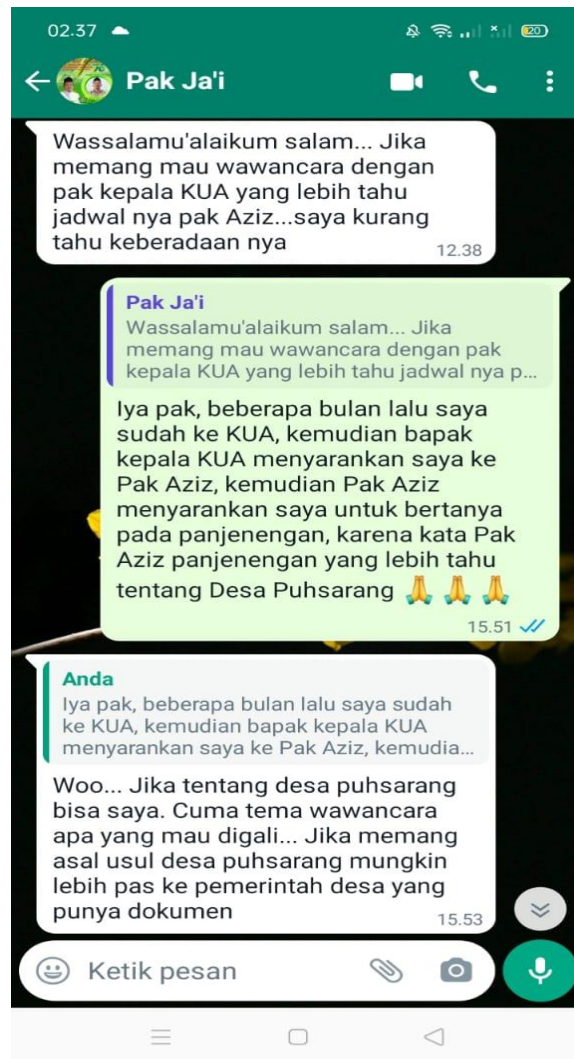 02.37
20
Pak Ja'i
Wassalamu'alaikum salam... Jika
memang mau wawancara dengan
pak kepala KUA yang lebih tahu
jadwal nya pak Aziz...saya kurang
tahu keberadaan nya
12.38
Pak Ja'i
Wassalamu'alaikum salam... Jika
memang mau wawancara dengan pak
kepala KUA yang lebih tahu jadwal nya p...
Iya pak, beberapa bulan lalu saya
sudah ke KUA, kemudian bapak
kepala KUA menyarankan saya ke
Pak Aziz, kemudian Pak Aziz
menyarankan saya untuk bertanya
pada panjenengan, karena kata Pak
Aziz panjenengan yang lebih tahu
tentang Desa Puhsarang 🙏 🙏 🙏
15.51
Anda
Iya pak, beberapa bulan lalu saya sudah
ke KUA, kemudian bapak kepala KUA
menyarankan saya ke Pak Aziz, kemudia...
Woo... Jika tentang desa puhsarang
bisa saya. Cuma tema wawancara
apa yang mau digali... Jika memang
asal usul desa puhsarang mungkin
lebih pas ke pemerintah desa yang
punya dokumen
15.53
Ketik pesan